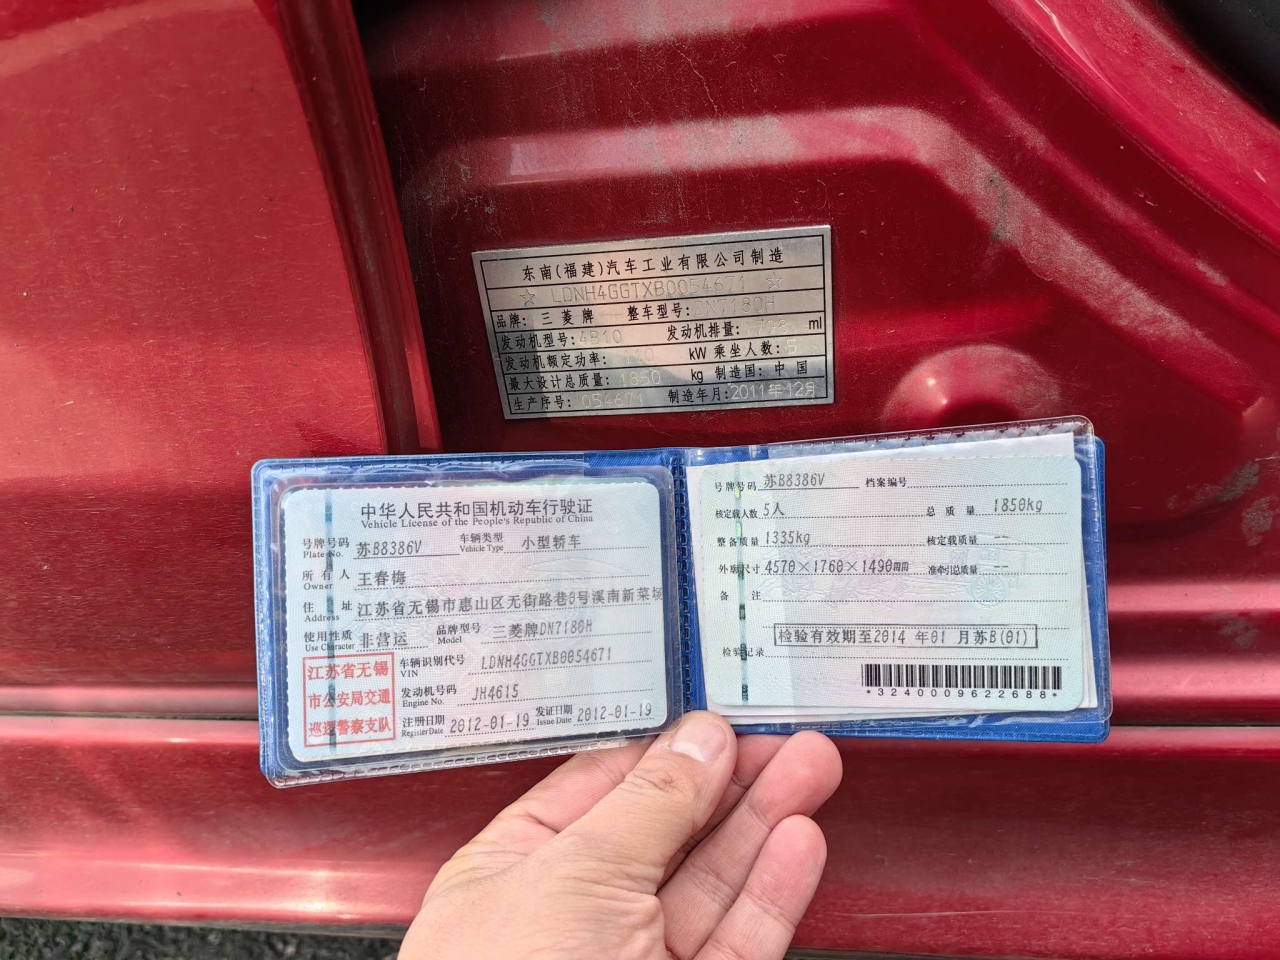 东南(福建)汽车工业有限公司制造
☆ LDNH4GGTXB0054671 ☆
品牌: 三菱牌 整车型号: DN7180H
发动机型号: 4B10 发动机排量: ml
发动机额定功率: kW 乘坐人数: 5
最大设计总质量: 1850 kg 制造国: 中国
生产序号: 054671 制造年月: 2011年12月
中华人民共和国机动车行驶证
Vehicle License of the People's Republic of China
号牌号码 苏B8386V 车辆类型 小型轿车
Plate No. Vehicle Type
所有人 王春梅
Owner
住址 江苏省无锡市惠山区无街路巷8号溪南新菜场
Address
使用性质 非营运 品牌型号 三菱牌DN7180H
Use Character Model
江苏省无锡
市公安局交通
巡逻警察支队
车辆识别代号 LDNH4GGTXB0054671
VIN
发动机号码 JH4615
Engine No.
注册日期 2012-01-19 发证日期 2012-01-19
Register Date Issue Date
号牌号码 苏B8386V 档案编号
核定载人数 5人 总质量 1850kg
整备质量 1335kg 核定载质量 --
外廓尺寸 4570×1760×1490mm 准牵引总质量 --
备注
检验有效期至2014 年01 月苏B(01)
检验记录
*3240009622688*